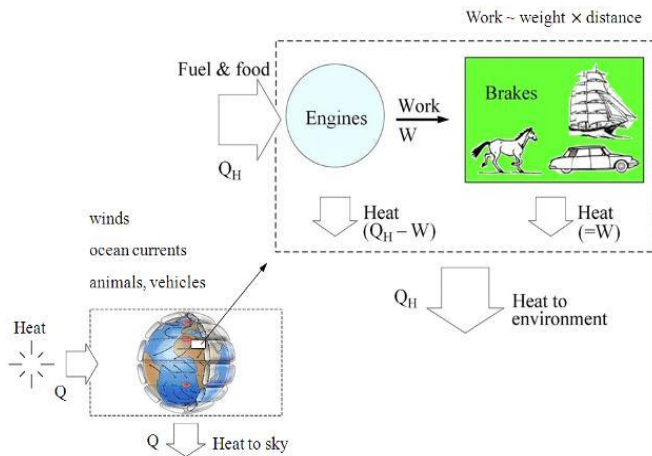 Work ~ weight × distance
Fuel & food
Q_H
Engines
Work
W
Brakes
Heat
(Q_H – W)
Heat
(=W)
Q_H
Heat to
environment
winds
ocean currents
animals, vehicles
Heat
Q
Q
Heat to sky